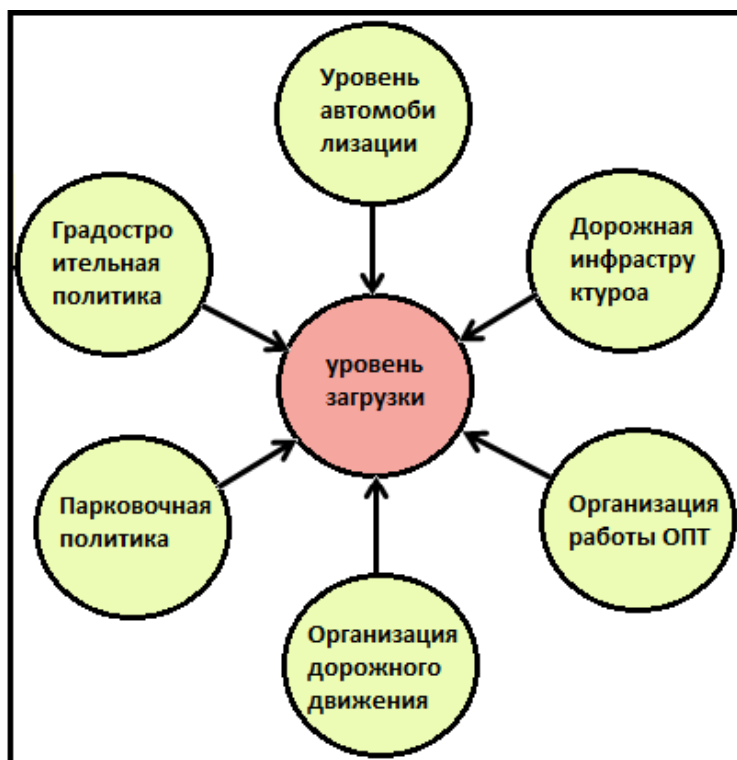 Уровень
автомоби
лизации
Градостро
ительная
политика
Дорожная
инфрастру
ктуроа
уровень
загрузки
Парковочная
политика
Организация
работы ОПТ
Организация
дорожного
движения